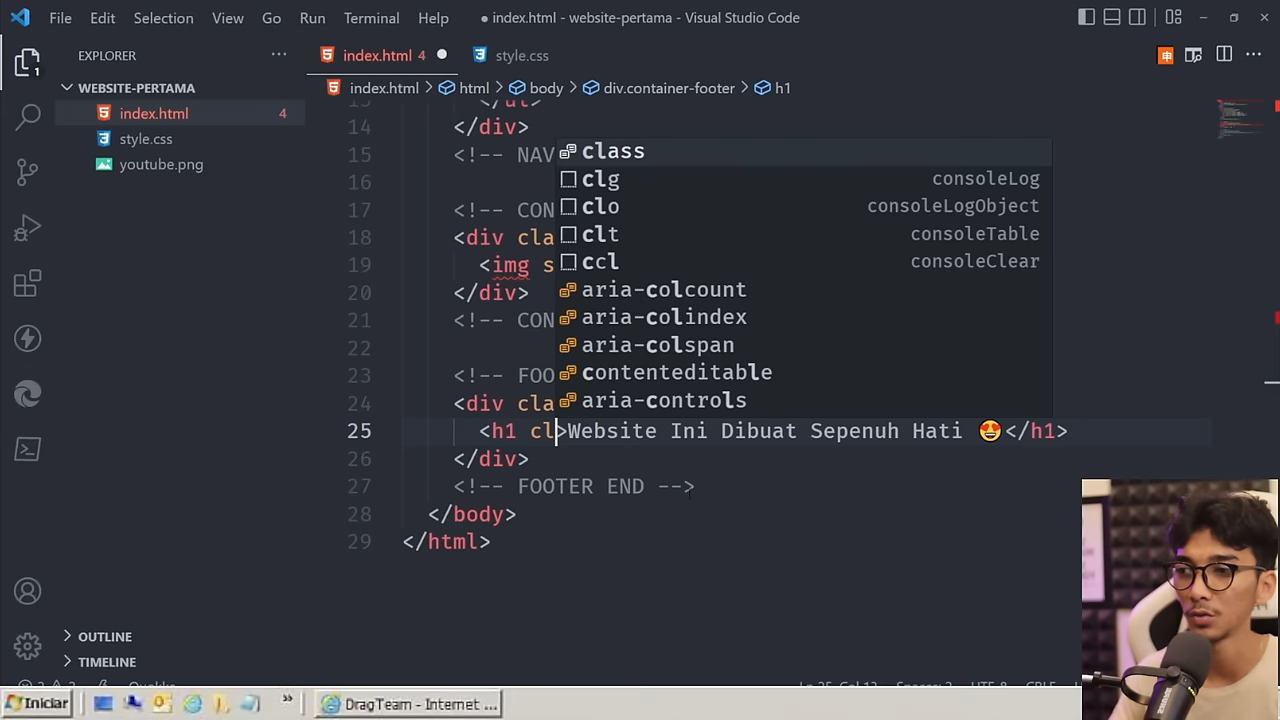 File Edit Selection View Go Run Terminal Help ● index.html - website-pertama - Visual Studio Code
EXPLORER ··· index.html 4 ● style.css
WEBSITE-PERTAMA index.html > html > body > div.container-footer > h1
index.html 4
style.css
youtube.png
1
14 </div>
15 <!-- NAV
16
17 <!-- CON
18 <div cla
19 <img s
20 </div>
21 <!-- CON
22
23 <!-- FOO
24 <div cla
class
clg consoleLog
clo consoleLogObject
clt consoleTable
ccl consoleClear
aria-colcount
aria-colindex
aria-colspan
contenteditable
aria-controls
25 <h1 cl>Website Ini Dibuat Sepenuh Hati 😍</h1>
26 </div>
27 <!-- FOOTER END -->
28 </body>
29 </html>
OUTLINE
TIMELINE
Iniciar » DragTeam - Internet ...